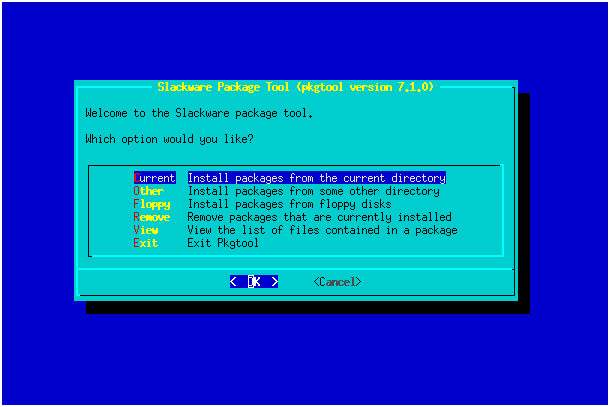 Slackware Package Tool (pkgtool version 7.1.0)
Welcome to the Slackware package tool.
Which option would you like?
Current Install packages from the current directory
Other Install packages from some other directory
Floppy Install packages from floppy disks
Remove Remove packages that are currently installed
View View the list of files contained in a package
Exit Exit Pkgtool
< OK > <Cancel>